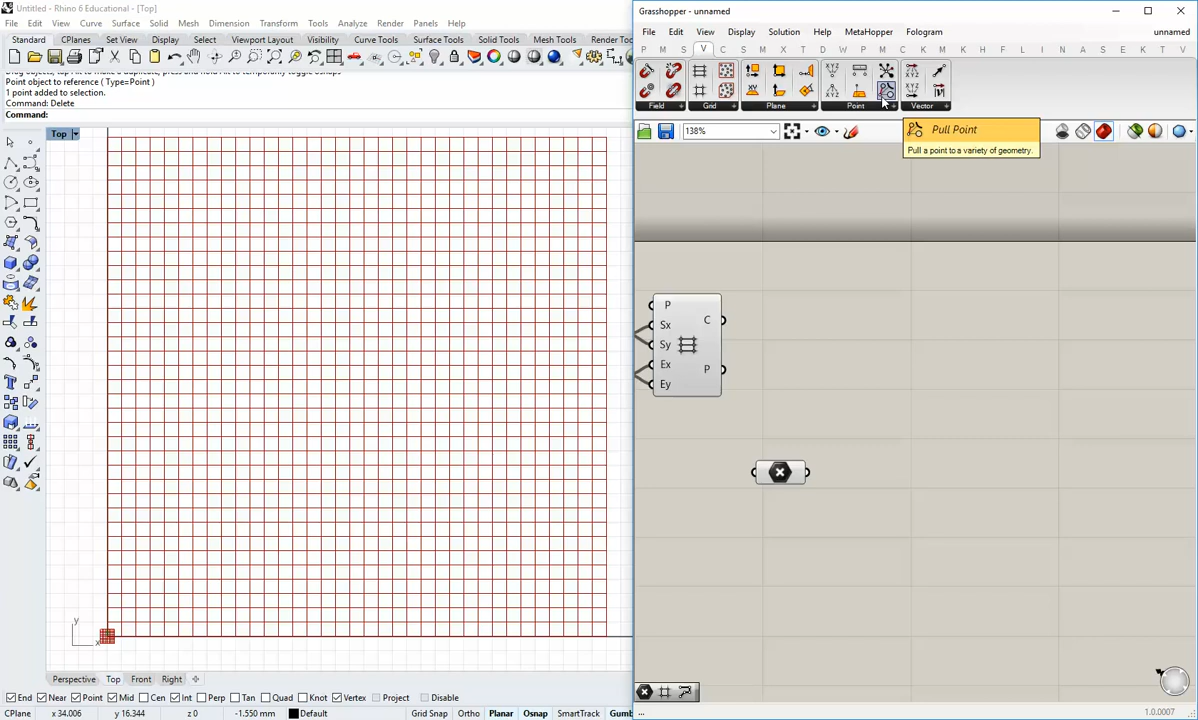 Untitled - Rhino 6 Educational - [Top]
File Edit View Curve Surface Solid Mesh Dimension Transform Tools Analyze Render Panels Help
Standard CPlanes Set View Display Select Viewport Layout Visibility Curve Tools Surface Tools Mesh Tools
Point object to reference ( Type=Point )
1 point added to selection.
Command: Delete
Command:
Top
y
x
Perspective Top Front Right
End Near Point Mid Cen Int Perp Tan Quad Knot Vertex Project Disable
CPlane x 34.006 y 16.344 z 0 -1.550 mm Default Grid Snap Ortho Planar Osnap SmartTrack Gumb
Grasshopper - unnamed
File Edit View Display Solution Help MetaHopper Fologram unnamed
P M S V C S M I T D W L H F B H E M C K D L A K A V
Field Grid Plane Point Vector
138%
Pull Point
Pull a point to a variety of geometry.
P
Sx
Sy
Ex
Ey
C
P
1.0.0007